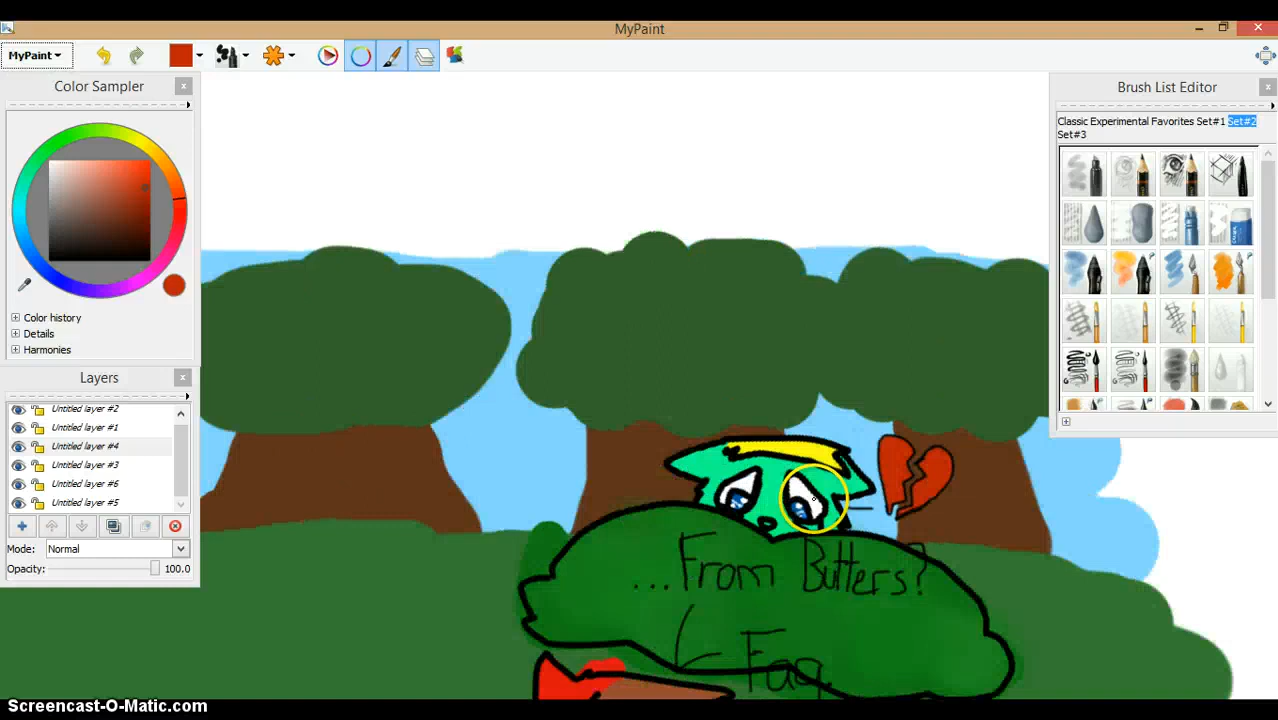 MyPaint
MyPaint
Color Sampler
Brush List Editor
Classic Experimental Favorites Set#1 Set#2
Set#3
Color history
Details
Harmonies
Layers
Untitled layer #2
Untitled layer #1
Untitled layer #4
Untitled layer #3
Untitled layer #6
Untitled layer #5
Mode: Normal
Opacity: 100.0
...From Butters?
Fag
Screencast-O-Matic.com